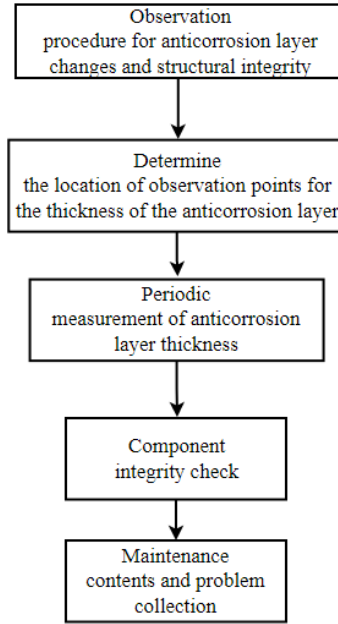 Observation
procedure for anticorrosion layer
changes and structural integrity
Determine
the location of observation points for
the thickness of the anticorrosion layer
Periodic
measurement of anticorrosion
layer thickness
Component
integrity check
Maintenance
contents and problem
collection